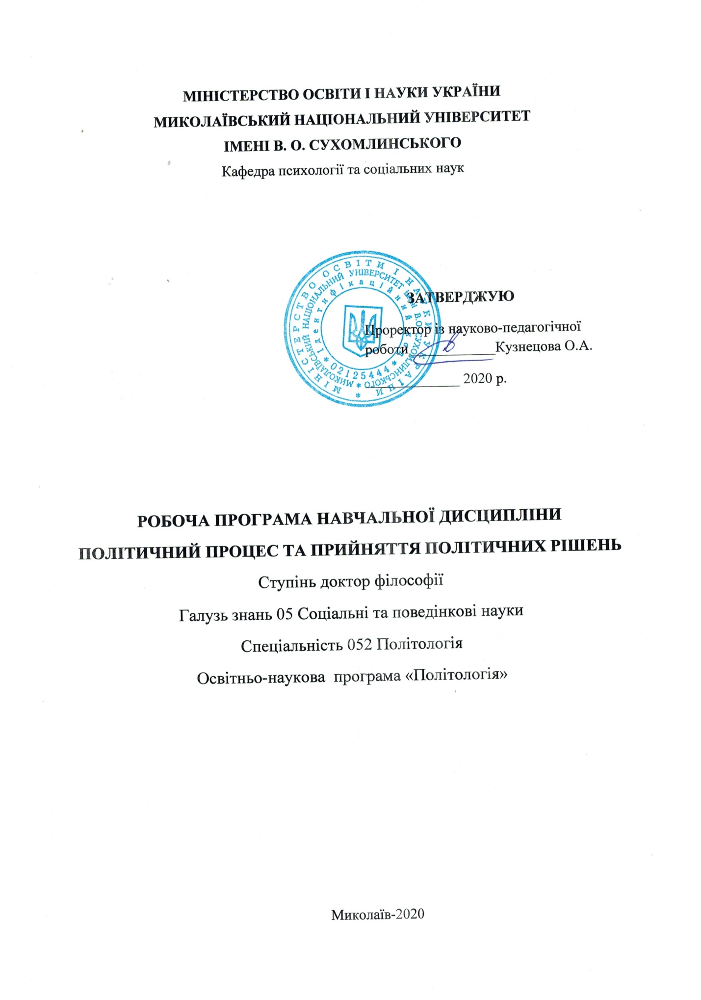 МІНІСТЕРСТВО ОСВІТИ І НАУКИ УКРАЇНИ
МИКОЛАЇВСЬКИЙ НАЦІОНАЛЬНИЙ УНІВЕРСИТЕТ
ІМЕНІ В. О. СУХОМЛИНСЬКОГО
Кафедра психології та соціальних наук
МІНІСТЕРСТВО ОСВІТИ І НАУКИ УКРАЇНИ *
МИКОЛАЇВСЬКИЙ НАЦІОНАЛЬНИЙ УНІВЕРСИТЕТ імені В.О.СУХОМЛИНСЬКОГО *
Ідентифікаційний код * 02125444 *
ЗАТВЕРДЖУЮ
Проректор із науково-педагогічної
роботи____________Кузнецова О.А.
_____________ 2020 р.
РОБОЧА ПРОГРАМА НАВЧАЛЬНОЇ ДИСЦИПЛІНИ
ПОЛІТИЧНИЙ ПРОЦЕС ТА ПРИЙНЯТТЯ ПОЛІТИЧНИХ РІШЕНЬ
Ступінь доктор філософії
Галузь знань 05 Соціальні та поведінкові науки
Спеціальність 052 Політологія
Освітньо-наукова програма «Політологія»
Миколаїв-2020